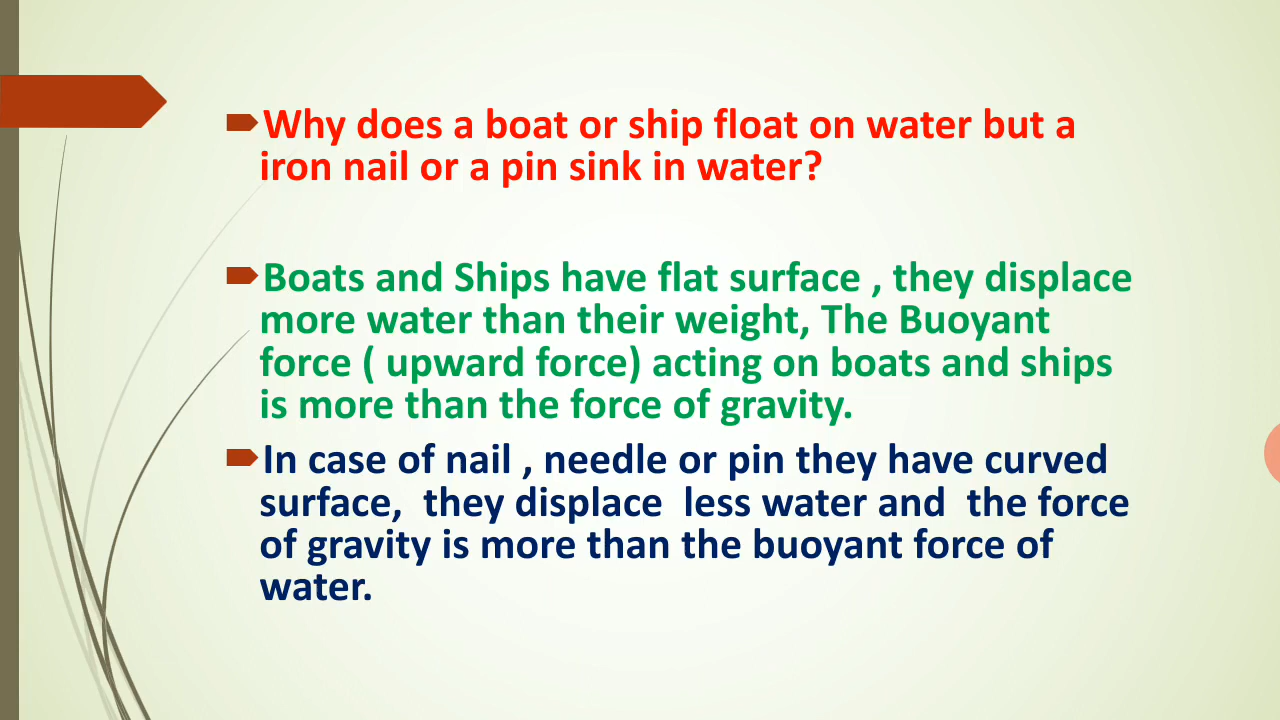 Why does a boat or ship float on water but a
iron nail or a pin sink in water?
Boats and Ships have flat surface , they displace
more water than their weight, The Buoyant
force ( upward force) acting on boats and ships
is more than the force of gravity.
In case of nail , needle or pin they have curved
surface,  they displace  less water and  the force
of gravity is more than the buoyant force of
water.